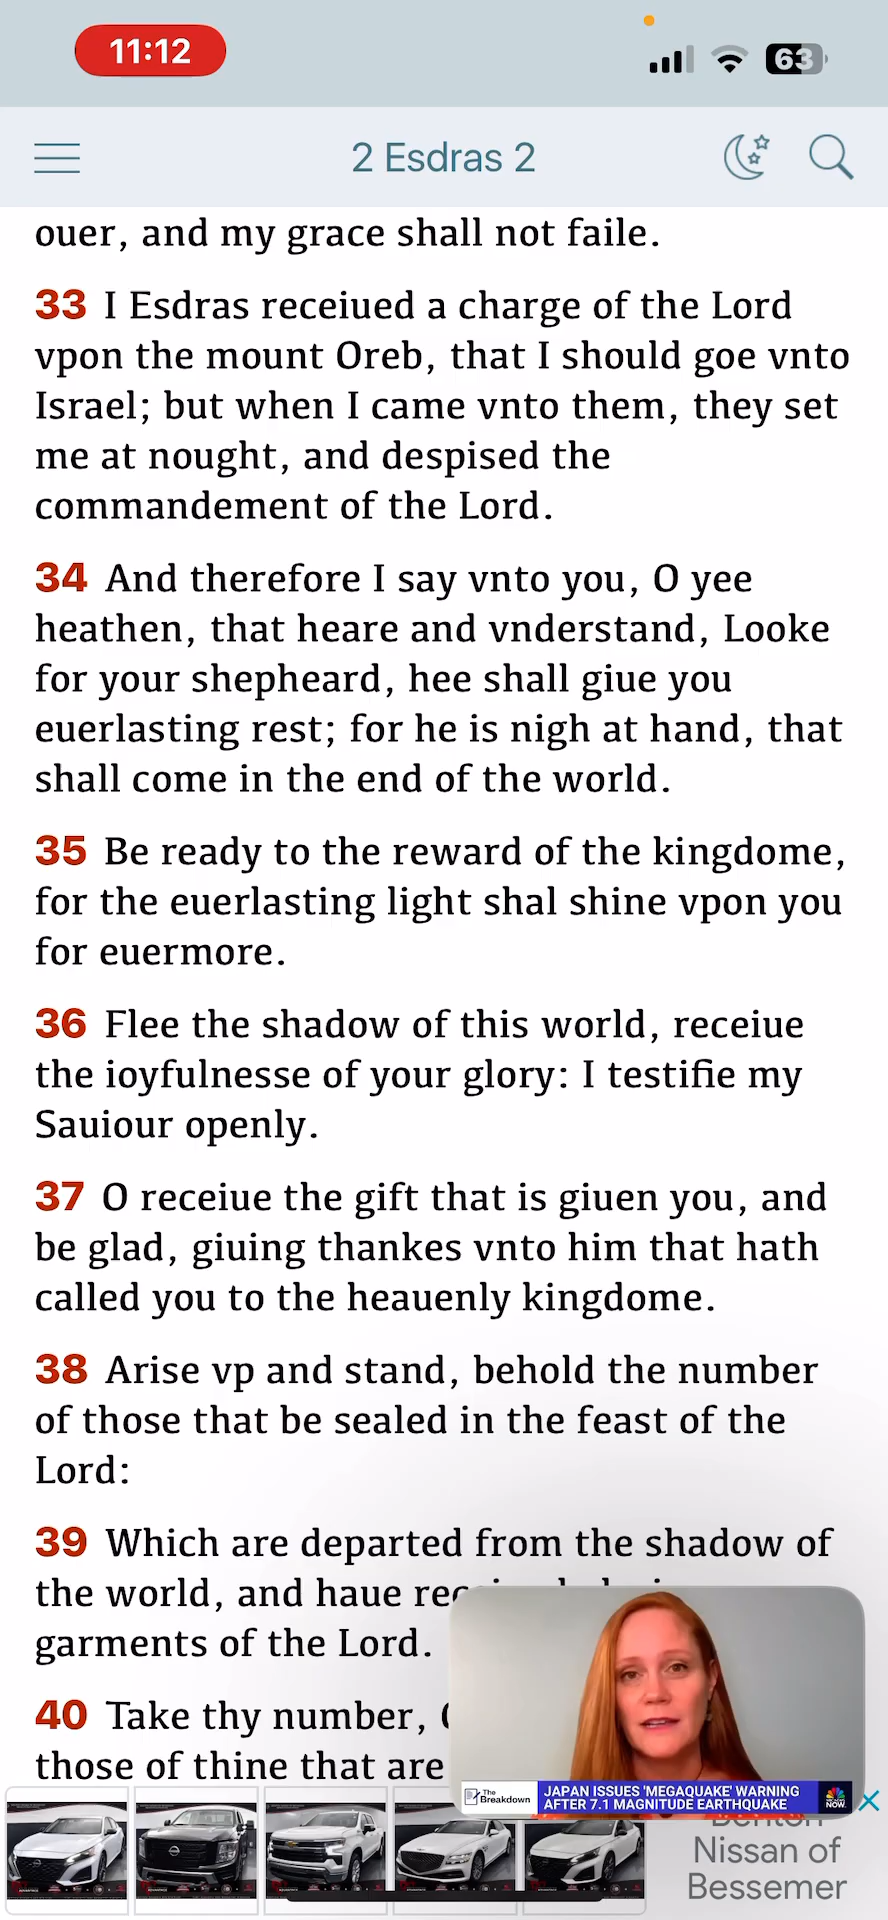 11:12
63
2 Esdras 2
ouer, and my grace shall not faile.
33 I Esdras receiued a charge of the Lord
vpon the mount Oreb, that I should goe vnto
Israel; but when I came vnto them, they set
me at nought, and despised the
commandement of the Lord.
34 And therefore I say vnto you, O yee
heathen, that heare and vnderstand, Looke
for your shepheard, hee shall giue you
euerlasting rest; for he is nigh at hand, that
shall come in the end of the world.
35 Be ready to the reward of the kingdome,
for the euerlasting light shal shine vpon you
for euermore.
36 Flee the shadow of this world, receiue
the ioyfulnesse of your glory: I testifie my
Sauiour openly.
37 O receiue the gift that is giuen you, and
be glad, giuing thankes vnto him that hath
called you to the heauenly kingdome.
38 Arise vp and stand, behold the number
of those that be sealed in the feast of the
Lord:
39 Which are departed from the shadow of
the world, and haue
garments of the Lord.
40 Take thy number,
those of thine that are
The Breakdown
JAPAN ISSUES 'MEGAQUAKE' WARNING
AFTER 7.1 MAGNITUDE EARTHQUAKE
NBC NEWS NOW
Nissan of
Bessemer